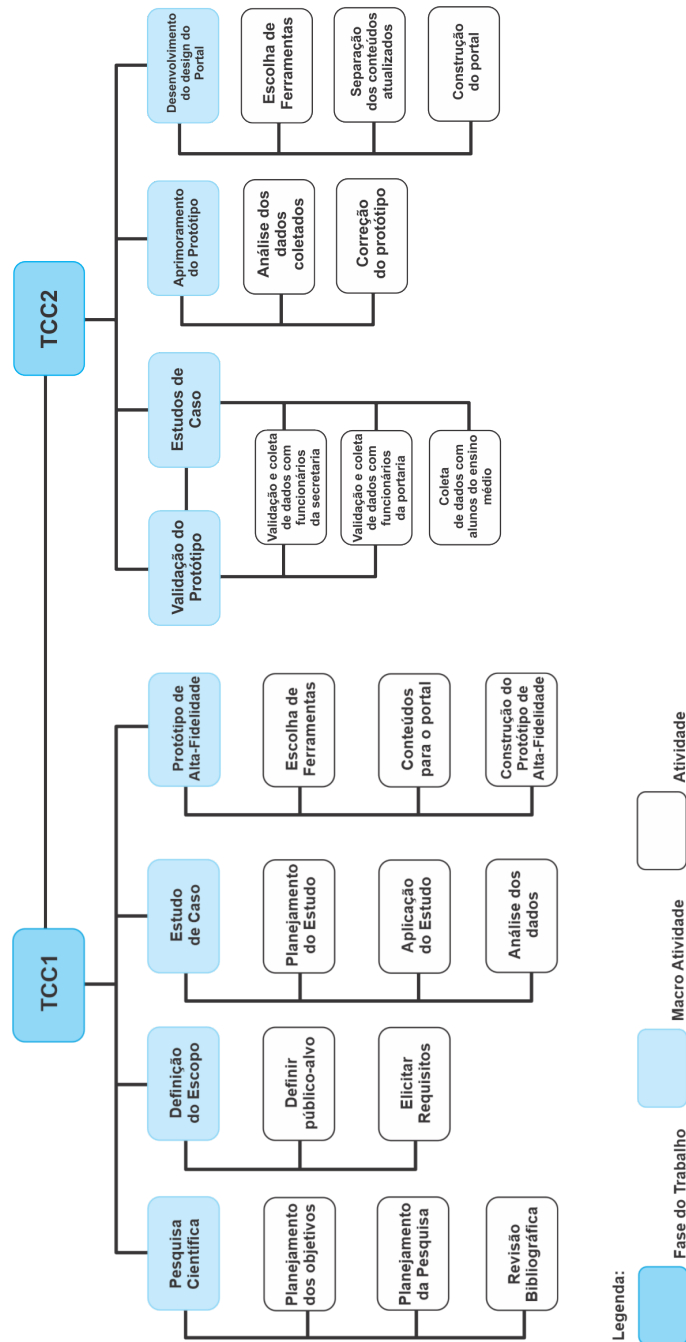 TCC1
TCC2
Pesquisa
Científica
Planejamento
dos objetivos
Planejamento
da Pesquisa
Revisão
Bibliográfica
Definição
do Escopo
Definir
público-alvo
Elicitar
Requisitos
Estudo
de Caso
Planejamento
do Estudo
Aplicação
do Estudo
Análise dos
dados
Protótipo de
Alta-Fidelidade
Escolha de
Ferramentas
Conteúdos
para o portal
Construção do
Protótipo de
Alta-Fidelidade
Validação do
Protótipo
Estudos de
Caso
Validação e coleta
de dados com
funcionários
da secretaria
Validação e coleta
de dados com
funcionários
da portaria
Coleta
de dados com
alunos do ensino
médio
Aprimoramento
do Protótipo
Análise dos
dados
coletados
Correção
do protótipo
Desenvolvimento
do design do
Portal
Escolha de
Ferramentas
Separação
dos conteúdos
atualizados
Construção
do portal
Legenda:
Fase do Trabalho
Macro Atividade
Atividade